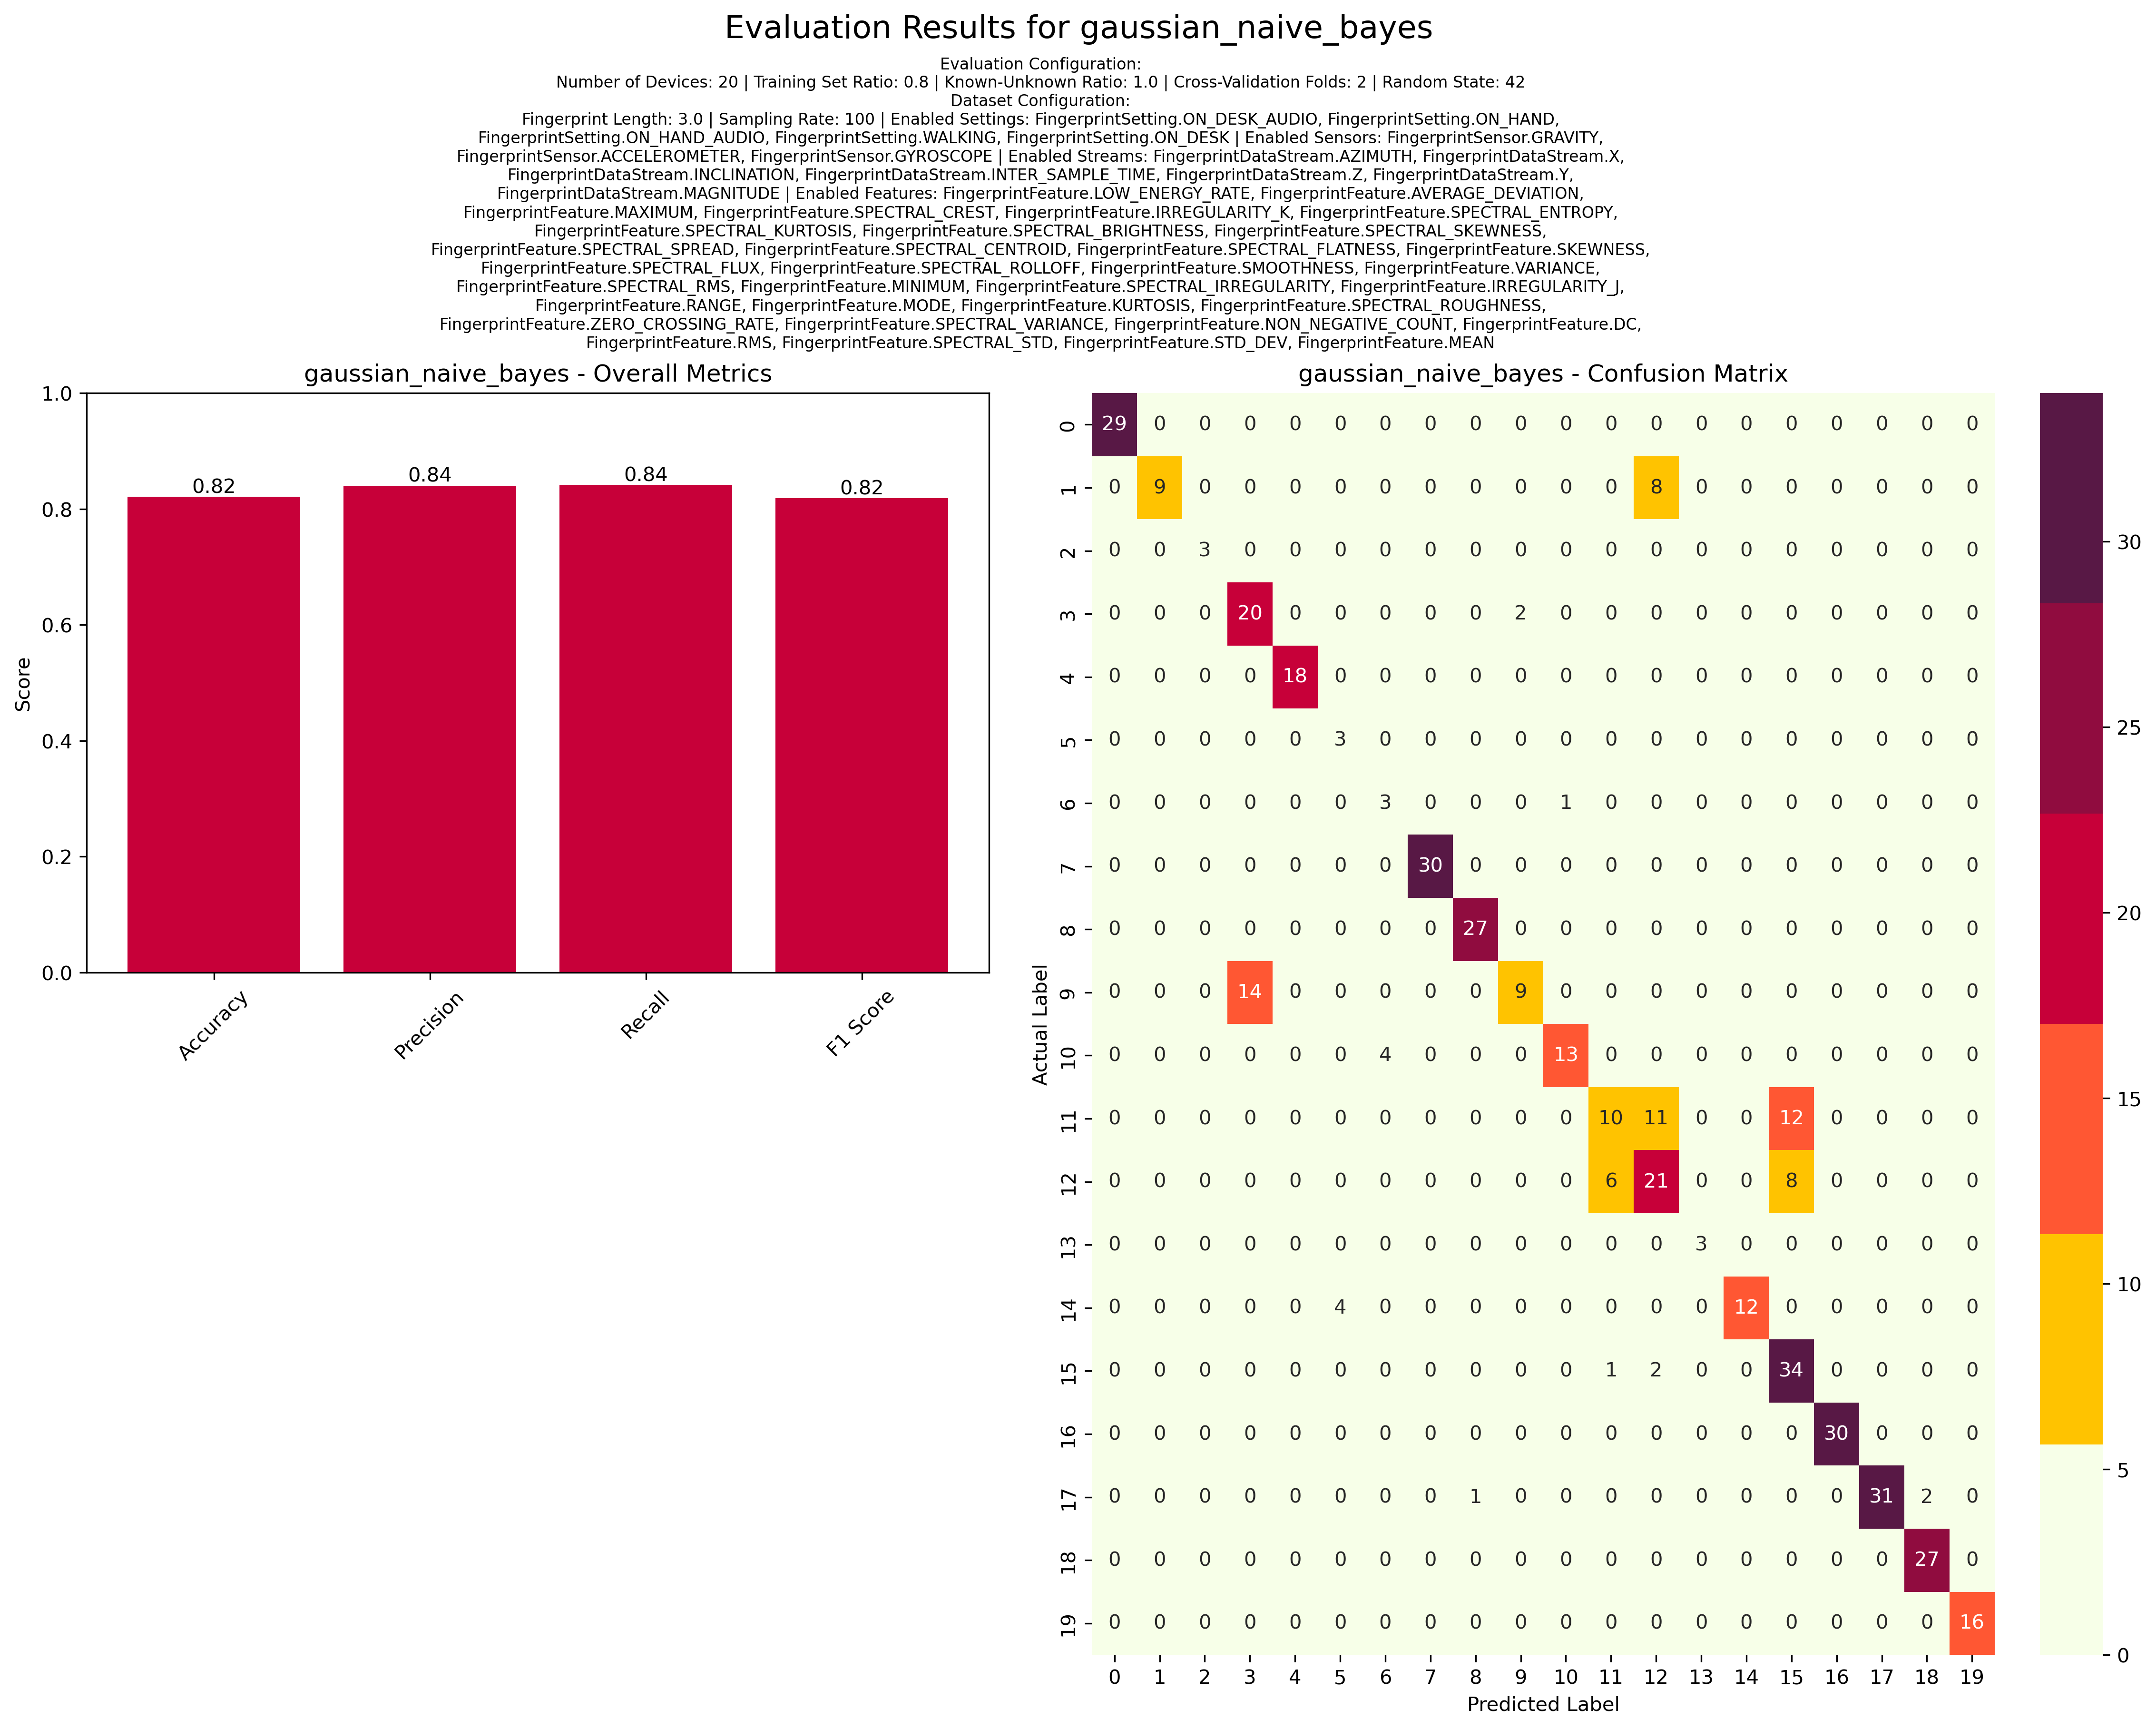 Evaluation Results for gaussian_naive_bayes
Evaluation Configuration:
Number of Devices: 20 | Training Set Ratio: 0.8 | Known-Unknown Ratio: 1.0 | Cross-Validation Folds: 2 | Random State: 42
Dataset Configuration:
Fingerprint Length: 3.0 | Sampling Rate: 100 | Enabled Settings: FingerprintSetting.ON_DESK_AUDIO, FingerprintSetting.ON_HAND,
FingerprintSetting.ON_HAND_AUDIO, FingerprintSetting.WALKING, FingerprintSetting.ON_DESK | Enabled Sensors: FingerprintSensor.GRAVITY,
FingerprintSensor.ACCELEROMETER, FingerprintSensor.GYROSCOPE | Enabled Streams: FingerprintDataStream.AZIMUTH, FingerprintDataStream.X,
FingerprintDataStream.INCLINATION, FingerprintDataStream.INTER_SAMPLE_TIME, FingerprintDataStream.Z, FingerprintDataStream.Y,
FingerprintDataStream.MAGNITUDE | Enabled Features: FingerprintFeature.LOW_ENERGY_RATE, FingerprintFeature.AVERAGE_DEVIATION,
FingerprintFeature.MAXIMUM, FingerprintFeature.SPECTRAL_CREST, FingerprintFeature.IRREGULARITY_K, FingerprintFeature.SPECTRAL_ENTROPY,
FingerprintFeature.SPECTRAL_KURTOSIS, FingerprintFeature.SPECTRAL_BRIGHTNESS, FingerprintFeature.SPECTRAL_SKEWNESS,
FingerprintFeature.SPECTRAL_SPREAD, FingerprintFeature.SPECTRAL_CENTROID, FingerprintFeature.SPECTRAL_FLATNESS, FingerprintFeature.SKEWNESS,
FingerprintFeature.SPECTRAL_FLUX, FingerprintFeature.SPECTRAL_ROLLOFF, FingerprintFeature.SMOOTHNESS, FingerprintFeature.VARIANCE,
FingerprintFeature.SPECTRAL_RMS, FingerprintFeature.MINIMUM, FingerprintFeature.SPECTRAL_IRREGULARITY, FingerprintFeature.IRREGULARITY_J,
FingerprintFeature.RANGE, FingerprintFeature.MODE, FingerprintFeature.KURTOSIS, FingerprintFeature.SPECTRAL_ROUGHNESS,
FingerprintFeature.ZERO_CROSSING_RATE, FingerprintFeature.SPECTRAL_VARIANCE, FingerprintFeature.NON_NEGATIVE_COUNT, FingerprintFeature.DC,
FingerprintFeature.RMS, FingerprintFeature.SPECTRAL_STD, FingerprintFeature.STD_DEV, FingerprintFeature.MEAN
gaussian_naive_bayes - Overall Metrics
1.0
0.8
0.6
0.4
0.2
0.0
Score
0.82 0.84 0.84 0.82
Accuracy Precision Recall F1 Score
gaussian_naive_bayes - Confusion Matrix
Actual Label
0 29 0 0 0 0 0 0 0 0 0 0 0 0 0 0 0 0 0 0 0
1 0 9 0 0 0 0 0 0 0 0 0 0 8 0 0 0 0 0 0 0
2 0 0 3 0 0 0 0 0 0 0 0 0 0 0 0 0 0 0 0 0
3 0 0 0 20 0 0 0 0 0 2 0 0 0 0 0 0 0 0 0 0
4 0 0 0 0 18 0 0 0 0 0 0 0 0 0 0 0 0 0 0 0
5 0 0 0 0 0 3 0 0 0 0 0 0 0 0 0 0 0 0 0 0
6 0 0 0 0 0 0 3 0 0 0 1 0 0 0 0 0 0 0 0 0
7 0 0 0 0 0 0 0 30 0 0 0 0 0 0 0 0 0 0 0 0
8 0 0 0 0 0 0 0 0 27 0 0 0 0 0 0 0 0 0 0 0
9 0 0 0 14 0 0 0 0 0 9 0 0 0 0 0 0 0 0 0 0
10 0 0 0 0 0 0 4 0 0 0 13 0 0 0 0 0 0 0 0 0
11 0 0 0 0 0 0 0 0 0 0 0 10 11 0 0 12 0 0 0 0
12 0 0 0 0 0 0 0 0 0 0 0 6 21 0 0 8 0 0 0 0
13 0 0 0 0 0 0 0 0 0 0 0 0 0 3 0 0 0 0 0 0
14 0 0 0 0 0 4 0 0 0 0 0 0 0 0 12 0 0 0 0 0
15 0 0 0 0 0 0 0 0 0 0 0 1 2 0 0 34 0 0 0 0
16 0 0 0 0 0 0 0 0 0 0 0 0 0 0 0 0 30 0 0 0
17 0 0 0 0 0 0 0 0 1 0 0 0 0 0 0 0 0 31 2 0
18 0 0 0 0 0 0 0 0 0 0 0 0 0 0 0 0 0 0 27 0
19 0 0 0 0 0 0 0 0 0 0 0 0 0 0 0 0 0 0 0 16
0 1 2 3 4 5 6 7 8 9 10 11 12 13 14 15 16 17 18 19
Predicted Label
30
25
20
15
10
5
0